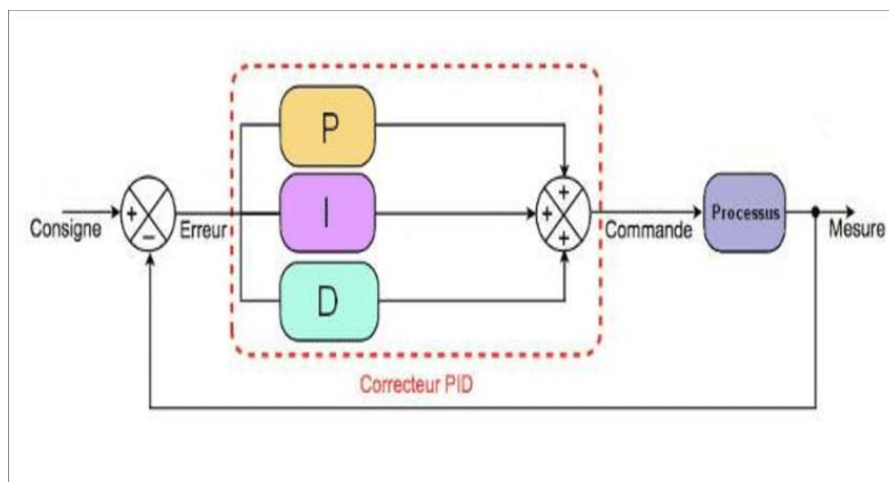 P
Consigne
+
−
Erreur
I
+
+
+
Commande
Processus
Mesure
D
Correcteur PID